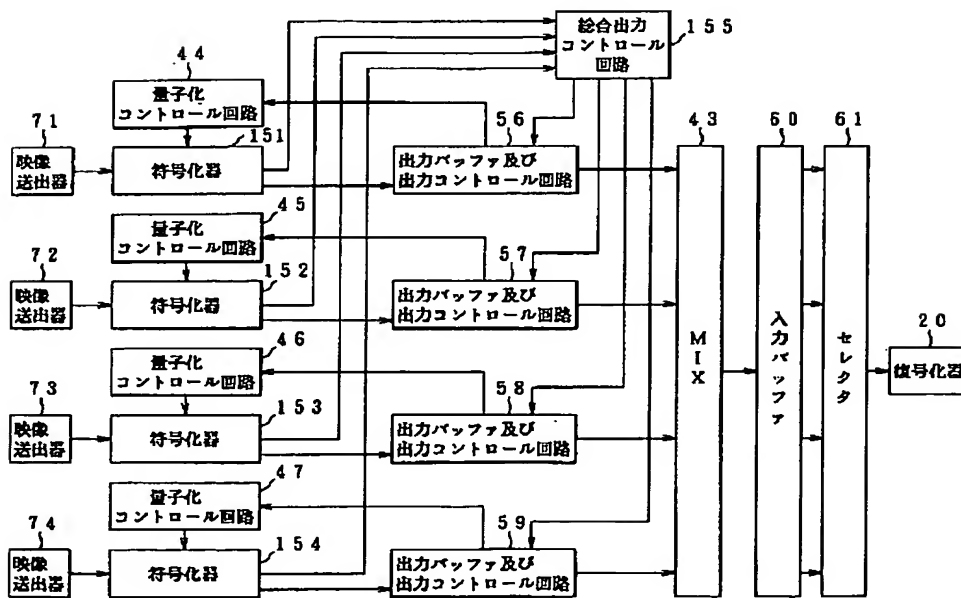 総合出力
コントロール
回路
155
44
量子化
コントロール回路
71
映像
送出器
151
符号化器
56
出力バッファ及び
出力コントロール回路
43
60
61
45
量子化
コントロール回路
72
映像
送出器
152
符号化器
57
出力バッファ及び
出力コントロール回路
46
量子化
コントロール回路
73
映像
送出器
153
符号化器
58
出力バッファ及び
出力コントロール回路
47
量子化
コントロール回路
74
映像
送出器
154
符号化器
59
出力バッファ及び
出力コントロール回路
MIX
入力バッファ
セレクタ
20
復号化器